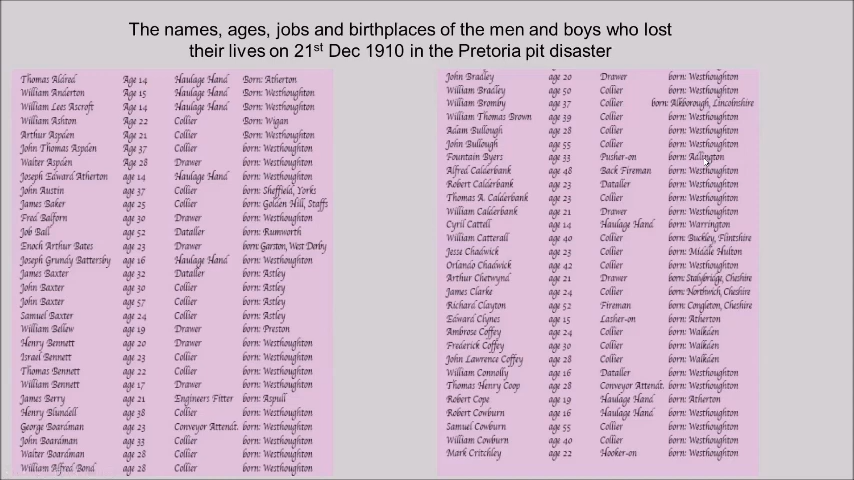 The names, ages, jobs and birthplaces of the men and boys who lost
their lives on 21st Dec 1910 in the Pretoria pit disaster
Thomas Aldred Age 14 Haulage Hand Born: Atherton
William Anderton Age 15 Haulage Hand Born: Westhoughton
William Lees Ascroft Age 14 Haulage Hand Born: Westhoughton
William Ashton Age 22 Collier Born: Wigan
Arthur Aspden Age 21 Collier Born: Westhoughton
John Thomas Aspden Age 37 Collier Born: Westhoughton
Walter Aspden Age 28 Drawer born: Westhoughton
Joseph Edward Atherton age 14 Haulage Hand born: Westhoughton
John Austin age 37 Collier born: Sheffield, Yorks
James Baker age 25 Collier born: Golden Hill, Staffs
Fred Balforn age 30 Drawer born: Westhoughton
Job Ball age 52 Dataller born: Rumworth
Enoch Arthur Bates age 23 Drawer born: Garston, West Derby
Joseph Grundy Battersby age 16 Haulage Hand born: Westhoughton
James Baxter age 32 Dataller born: Astley
John Baxter age 30 Collier born: Astley
John Baxter age 57 Collier born: Astley
Samuel Baxter age 24 Collier born: Astley
William Bellew age 19 Drawer born: Preston
Henry Bennett age 20 Drawer born: Westhoughton
Israel Bennett age 23 Collier born: Westhoughton
Thomas Bennett age 22 Collier born: Westhoughton
William Bennett age 17 Drawer born: Westhoughton
James Berry age 21 Engineers Fitter born: Aspull
Henry Blundell age 38 Collier born: Westhoughton
George Boardman age 23 Conveyor Attendt. born: Westhoughton
John Boardman age 33 Collier born: Westhoughton
Walter Boardman age 28 Collier born: Westhoughton
William Alfred Bond age 28 Collier born: Westhoughton
John Bradley age 20 Drawer born: Westhoughton
William Bradley age 50 Collier born: Westhoughton
William Bromby age 37 Collier born: Alkborough, Lincolnshire
William Thomas Brown age 39 Collier born: Westhoughton
Adam Bullough age 28 Collier born: Westhoughton
John Bullough age 55 Collier born: Westhoughton
Fountain Byers age 33 Pusher-on born: Adlington
Alfred Calderbank age 48 Back Fireman born: Westhoughton
Robert Calderbank age 23 Dataller born: Westhoughton
Thomas A. Calderbank age 23 Collier born: Westhoughton
William Calderbank age 21 Drawer born: Westhoughton
Cyril Cattell age 14 Haulage Hand born: Warrington
William Catterall age 40 Collier born: Buckley, Flintshire
Jesse Chadwick age 23 Collier born: Middle Hulton
Orlando Chadwick age 42 Collier born: Westhoughton
Arthur Chetwynd age 21 Drawer born: Stalybridge, Cheshire
James Clarke age 24 Collier born: Northwich, Cheshire
Richard Clayton age 52 Fireman born: Congleton, Cheshire
Edward Clynes age 15 Lasher-on born: Atherton
Ambrose Coffey age 24 Collier born: Walkden
Frederick Coffey age 30 Collier born: Walkden
John Lawrence Coffey age 28 Collier born: Walkden
William Connolly age 16 Dataller born: Westhoughton
Thomas Henry Coop age 28 Conveyor Attendt. born: Westhoughton
Robert Cope age 19 Haulage Hand born: Atherton
Robert Cowburn age 16 Haulage Hand born: Westhoughton
Samuel Cowburn age 55 Collier born: Westhoughton
William Cowburn age 40 Collier born: Westhoughton
Mark Critchley age 22 Hooker-on born: Westhoughton